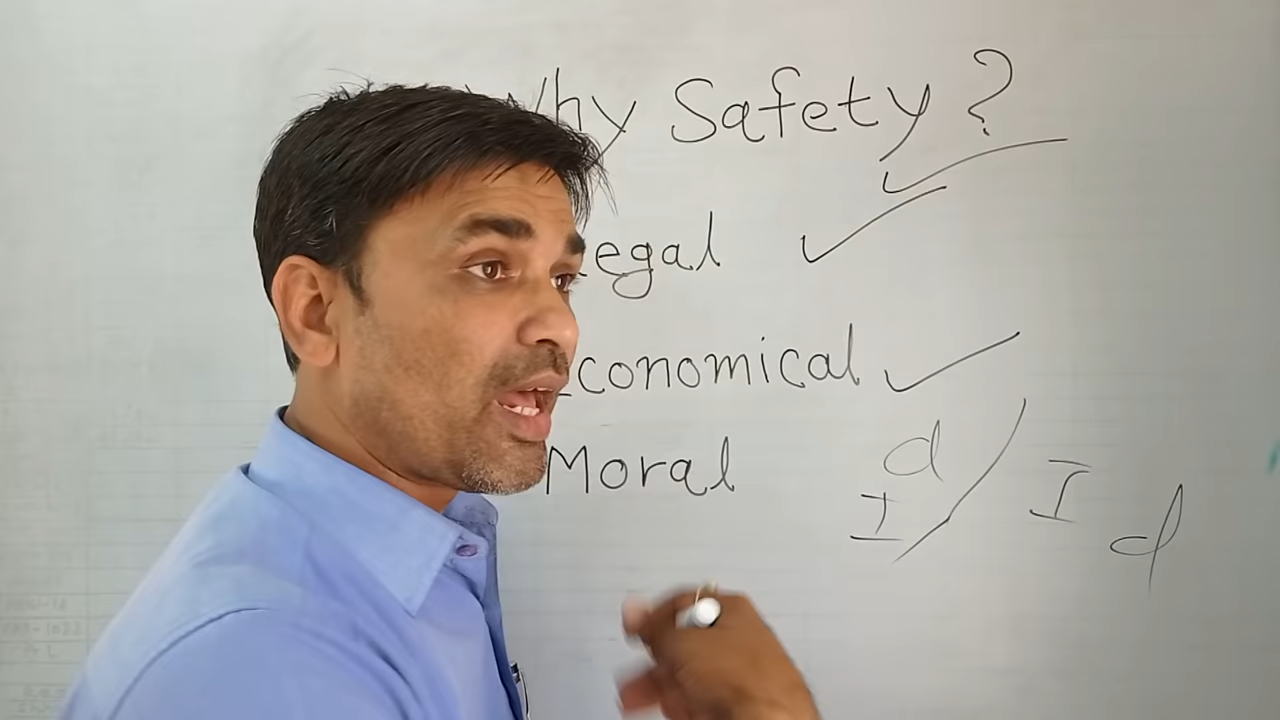 Why Safety ?
Legal
Economical
Moral
d
I / I
d